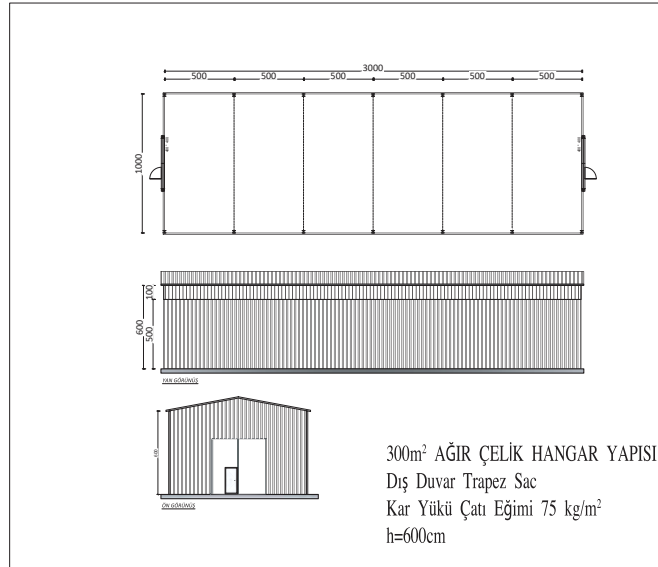 3000
500 500 500 500 500 500
1000
100
600
500
YAN GÖRÜNÜŞ
ÖN GÖRÜNÜŞ
300m² AĞIR ÇELİK HANGAR YAPISI
Dış Duvar Trapez Sac
Kar Yükü Çatı Eğimi 75 kg/m²
h=600cm